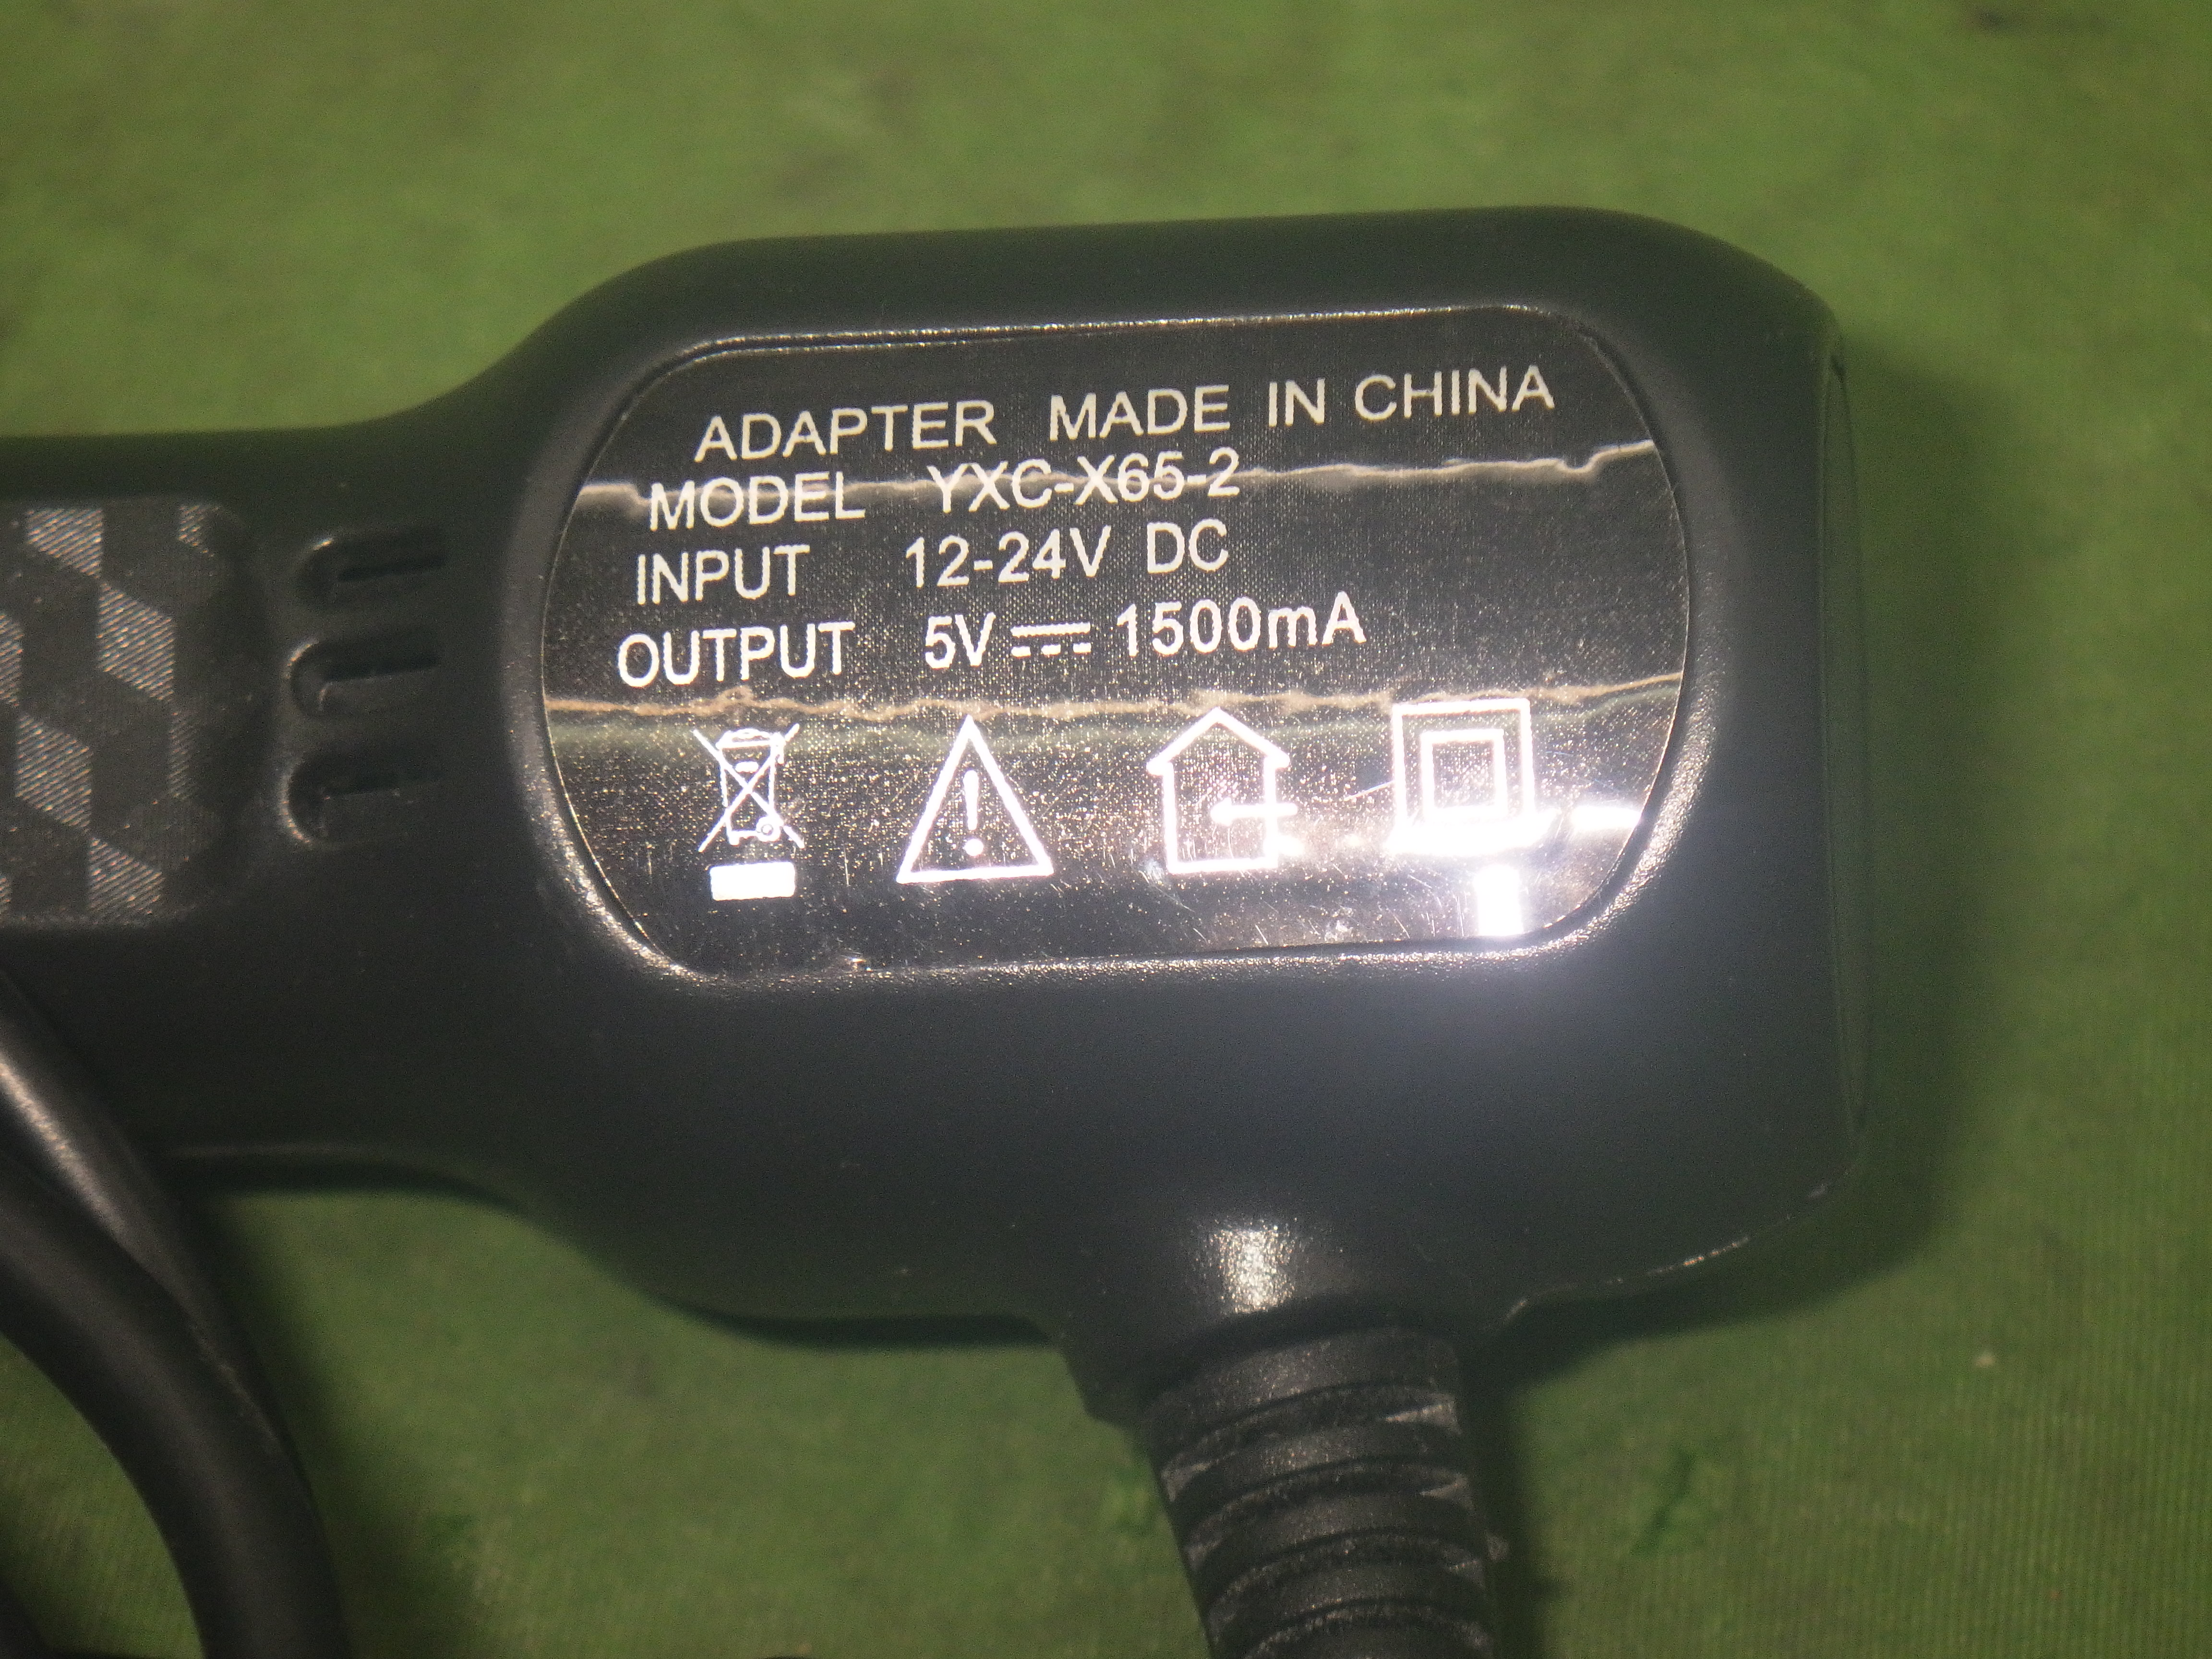 ADAPTER MADE IN CHINA
MODEL YXC-X65-2
INPUT 12-24V DC
OUTPUT 5V ⎓ 1500mA